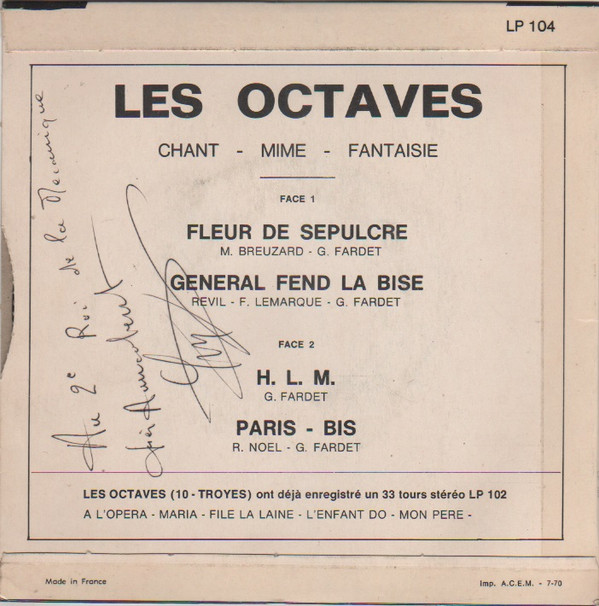 LP 104
LES OCTAVES
CHANT - MIME - FANTAISIE
FACE 1
FLEUR DE SEPULCRE
M. BREUZARD - G. FARDET
GENERAL FEND LA BISE
REVIL - F. LEMARQUE - G. FARDET
FACE 2
H. L. M.
G. FARDET
PARIS - BIS
R. NOEL - G. FARDET
Au 2e Roi de la Mécanique
LES OCTAVES (10 - TROYES) ont déjà enregistré un 33 tours stéréo LP 102
A L'OPERA - MARIA - FILE LA LAINE - L'ENFANT DO - MON PERE -
Made in France
Imp. A.C.E.M. - 7-70